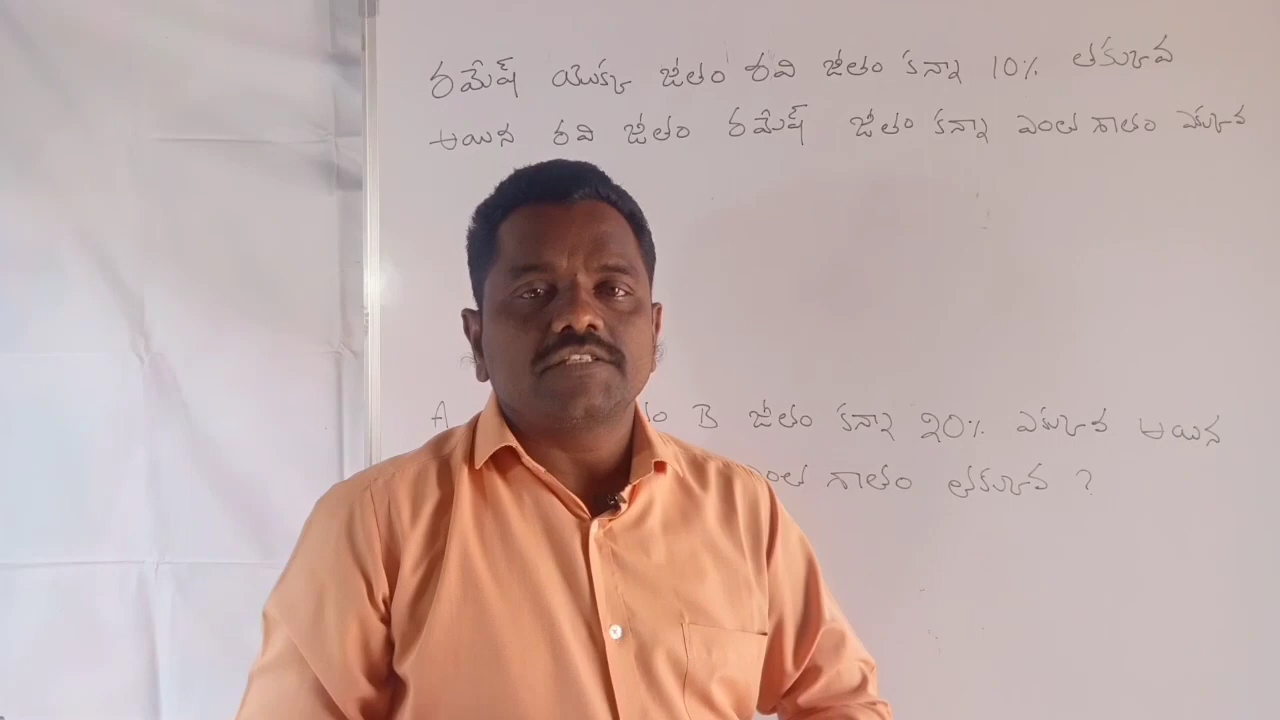 రమేష్ యొక్క జీతం రవి జీతం కన్నా 10% తక్కువ
అయిన రవి జీతం రమేష్ జీతం కన్నా ఎంత శాతం ఎక్కువ
A B జీతం కన్నా 20% ఎక్కువ అయిన
శాతం తక్కువ ?